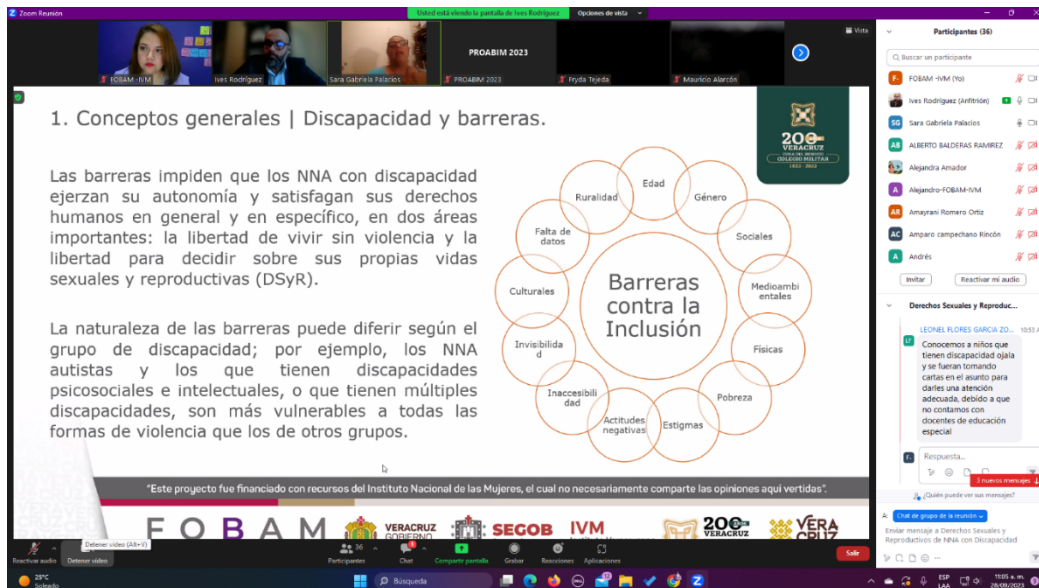 Zoom Reunión
Usted está viendo la pantalla de Ives Rodríguez
Opciones de vista
Vista
FOBAM -IVM
Ives Rodríguez
Sara Gabriela Palacios
PROABIM 2023
PROABIM 2023
Fryda Tejeda
Mauricio Alarcón
1. Conceptos generales | Discapacidad y barreras.
200
VERACRUZ
COLEGIO MILITAR
1823-2023
Las barreras impiden que los NNA con discapacidad
ejerzan su autonomía y satisfagan sus derechos
humanos en general y en específico, en dos áreas
importantes: la libertad de vivir sin violencia y la
libertad para decidir sobre sus propias vidas
sexuales y reproductivas (DSyR).
La naturaleza de las barreras puede diferir según el
grupo de discapacidad; por ejemplo, los NNA
autistas y los que tienen discapacidades
psicosociales e intelectuales, o que tienen múltiples
discapacidades, son más vulnerables a todas las
formas de violencia que los de otros grupos.
Barreras
contra la
Inclusión
Edad
Género
Sociales
Medioambi
entales
Físicas
Pobreza
Estigmas
Actitudes
negativas
Inaccesibili
dad
Invisibilida
d
Culturales
Falta de
datos
Ruralidad
"Este proyecto fue financiado con recursos del Instituto Nacional de las Mujeres, el cual no necesariamente comparte las opiniones aquí vertidas".
FOBAM
VERACRUZ
GOBIERNO
SEGOB
IVM
200
VERACRUZ
VERA
CRUZ
Detener video (Alt+V)
Reactivar audio
Detener video
36
Participantes
Chat
Compartir pantalla
Grabar
Reacciones
Aplicaciones
Salir
Participantes (36)
Buscar un participante
F-
FOBAM -IVM (Yo)
Ives Rodríguez (Anfitrión)
SG
Sara Gabriela Palacios
AB
ALBERTO BALDERAS RAMIREZ
Alejandra Amador
A
Alejandro-FOBAM-IVM
AR
Amayrani Romero Ortiz
AC
Amparo campechano Rincón
A
Andrés
Invitar
Reactivar mi audio
Derechos Sexuales y Reproduc...
LEONEL FLORES GARCIA ZO...
Conocemos a niños que
tienen discapacidad ojala
y se fueran tomando
cartas en el asunto para
darles una atención
adecuada, debido a que
no contamos con
docentes de educación
especial
F-
Respuesta...
3 nuevos mensajes
¿Quién puede ver sus mensajes?
A:
Chat de grupo de la reunión
Enviar mensaje a Derechos Sexuales y
Reproductivos de NNA con Discapacidad
25°C
Soleado
Búsqueda
ESP
LAA
11:05 a. m.
28/09/2023